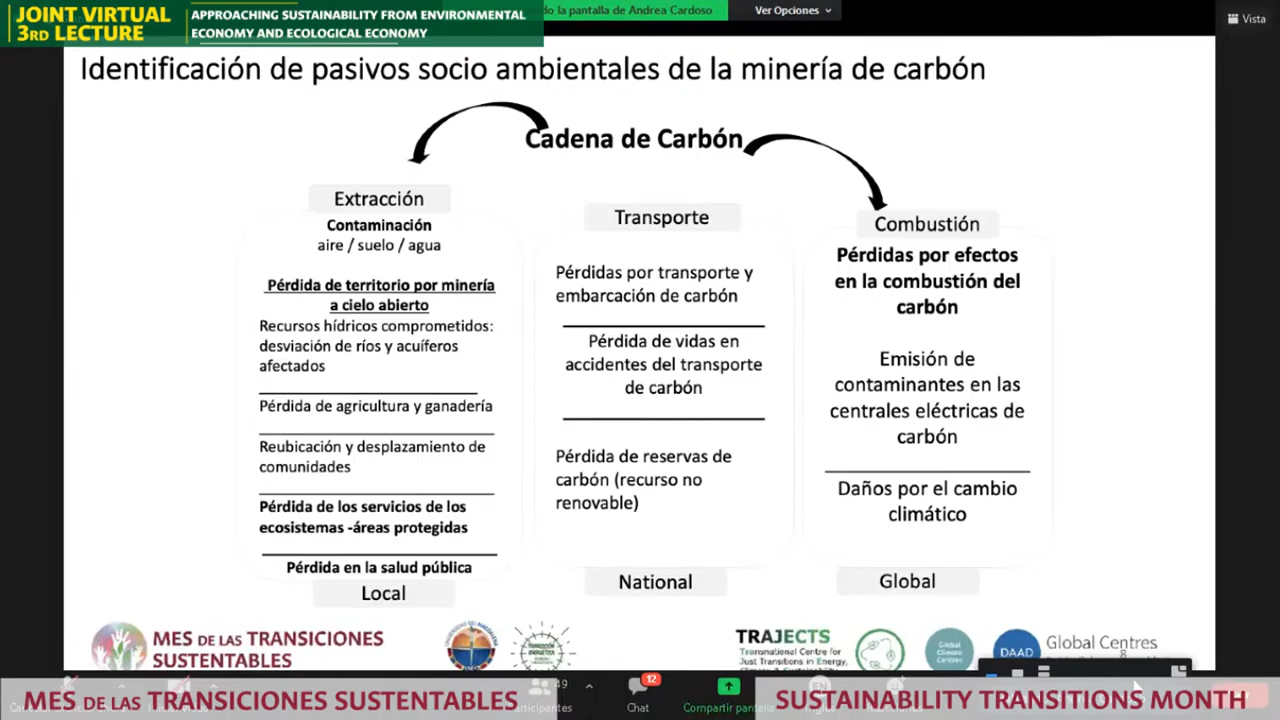 JOINT VIRTUAL
3RD LECTURE
APPROACHING SUSTAINABILITY FROM ENVIRONMENTAL
ECONOMY AND ECOLOGICAL ECONOMY
la pantalla de Andrea Cardoso
Ver Opciones
Vista
Identificación de pasivos socio ambientales de la minería de carbón
Cadena de Carbón
Extracción
Contaminación
aire / suelo / agua
Pérdida de territorio por minería
a cielo abierto
Recursos hídricos comprometidos:
desviación de ríos y acuíferos
afectados
Pérdida de agricultura y ganadería
Reubicación y desplazamiento de
comunidades
Pérdida de los servicios de los
ecosistemas -áreas protegidas
Pérdida en la salud pública
Local
Transporte
Pérdidas por transporte y
embarcación de carbón
Pérdida de vidas en
accidentes del transporte
de carbón
Pérdida de reservas de
carbón (recurso no
renovable)
National
Combustión
Pérdidas por efectos
en la combustión del
carbón
Emisión de
contaminantes en las
centrales eléctricas de
carbón
Daños por el cambio
climático
Global
MES DE LAS TRANSICIONES
SUSTENTABLES
TRAJECTS
Transnational Centre for
Just Transitions in Energy,
Global Climate Centres
DAAD
Global Centres
MES DE LAS TRANSICIONES SUSTENTABLES
49
12
Chat
Compartir pantalla
SUSTAINABILITY TRANSITIONS MONTH